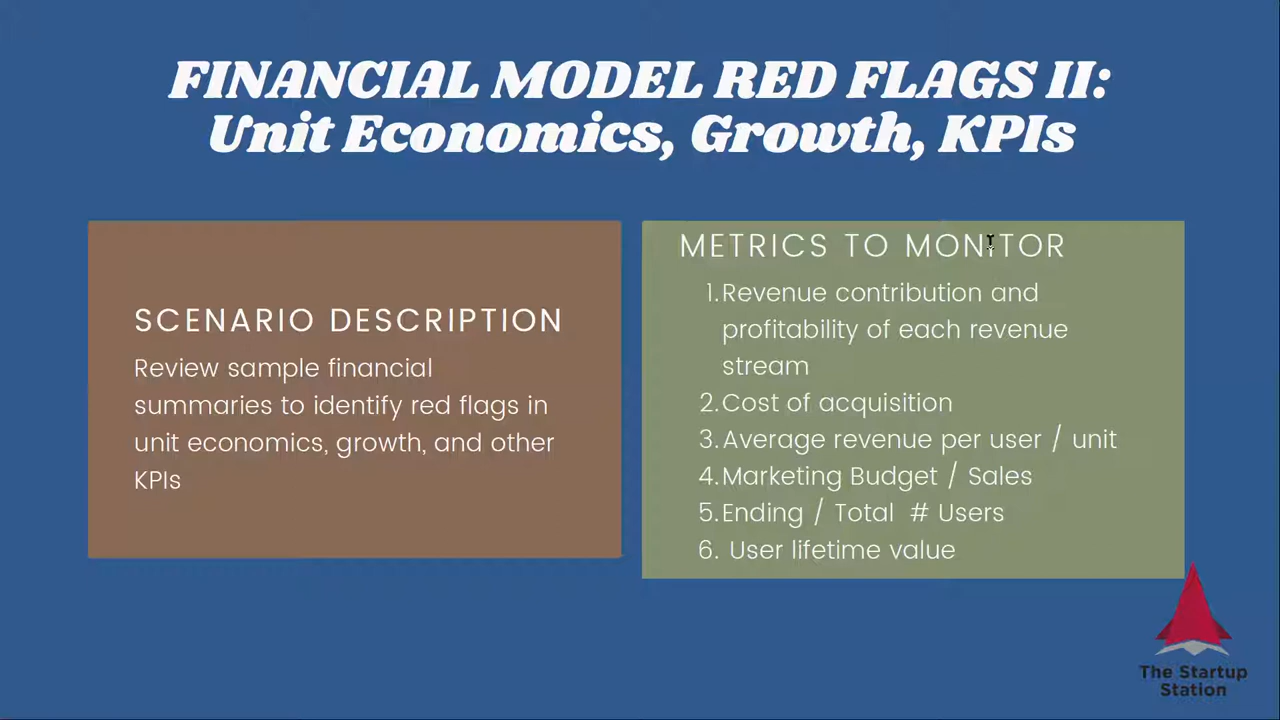 FINANCIAL MODEL RED FLAGS II:
Unit Economics, Growth, KPIs
SCENARIO DESCRIPTION
Review sample financial
summaries to identify red flags in
unit economics, growth, and other
KPIs
METRICS TO MONITOR
1. Revenue contribution and
profitability of each revenue
stream
2. Cost of acquisition
3. Average revenue per user / unit
4. Marketing Budget / Sales
5. Ending / Total # Users
6. User lifetime value
The Startup
Station